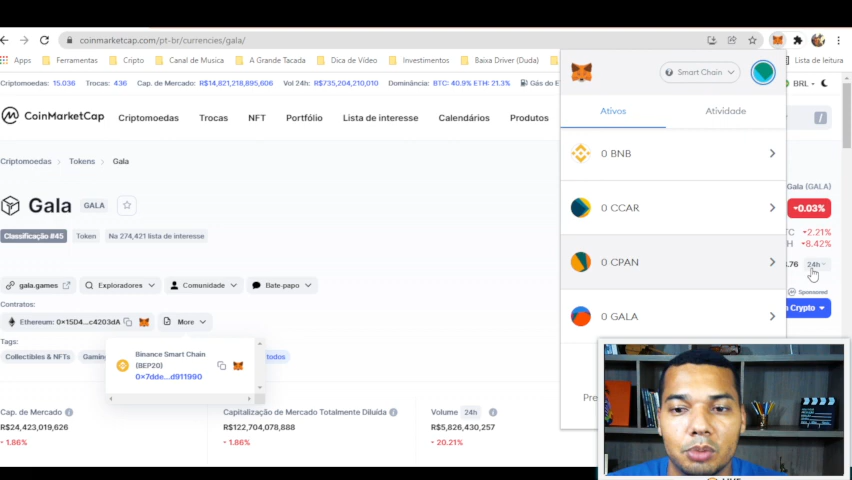 coinmarketcap.com/pt-br/currencies/gala/
Apps Ferramentas Cripto Canal de Musica A Grande Tacada Dica de Vídeo Investimentos Baixa Driver (Duda) Lista de leitura
Criptomoedas: 15.036 Trocas: 436 Cap. de Mercado: R$14,821,218,895,606 Vol 24h: R$735,204,210,010 Dominância: BTC: 40.9% ETH: 21.3% Gás do E
BRL
CoinMarketCap Criptomoedas Trocas NFT Portfólio Lista de interesse Calendários Produtos
/
Smart Chain
Ativos Atividade
0 BNB
0 CCAR
0 CPAN
0 GALA
Pre
Criptomoedas > Tokens > Gala
Gala GALA
Classificação #45 Token Na 274,421 lista de interesse
gala.games Exploradores Comunidade Bate-papo
Contratos:
Ethereum: 0x15D4...c4203dA More
Tags:
Collectibles & NFTs Gaming todos
Binance Smart Chain
(BEP20)
0x7dde...d911990
Cap. de Mercado Capitalização de Mercado Totalmente Diluída Volume 24h
R$24,423,019,626 R$122,704,078,888 R$5,826,430,257
1.86% 1.86% 20.21%
Gala (GALA)
0.03%
TC 2.21%
H 8.42%
.76 24h
Sponsored
n Crypto
LIVE